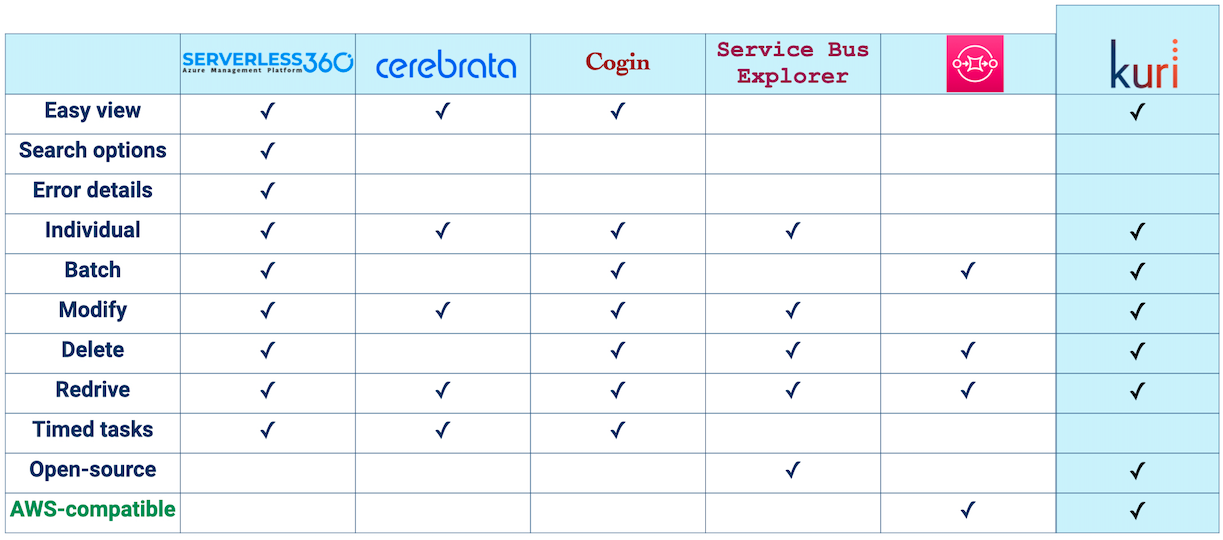 SERVERLESS360
Azure Management Platform
cerebrata
Cogin
Service Bus
Explorer
kuri
Easy view ✓ ✓ ✓ ✓
Search options ✓
Error details ✓
Individual ✓ ✓ ✓ ✓ ✓
Batch ✓ ✓ ✓ ✓
Modify ✓ ✓ ✓ ✓ ✓
Delete ✓ ✓ ✓ ✓ ✓
Redrive ✓ ✓ ✓ ✓ ✓ ✓
Timed tasks ✓ ✓ ✓
Open-source ✓ ✓
AWS-compatible ✓ ✓